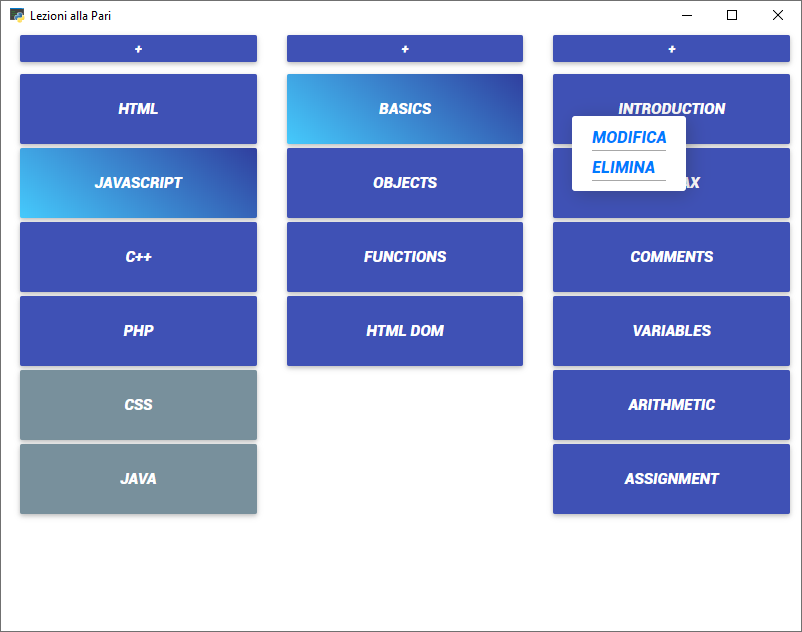 Lezioni alla Pari
+
+
+
HTML
JAVASCRIPT
C++
PHP
CSS
JAVA
BASICS
OBJECTS
FUNCTIONS
HTML DOM
INTRODUCTION
MODIFICA
ELIMINA
AX
COMMENTS
VARIABLES
ARITHMETIC
ASSIGNMENT